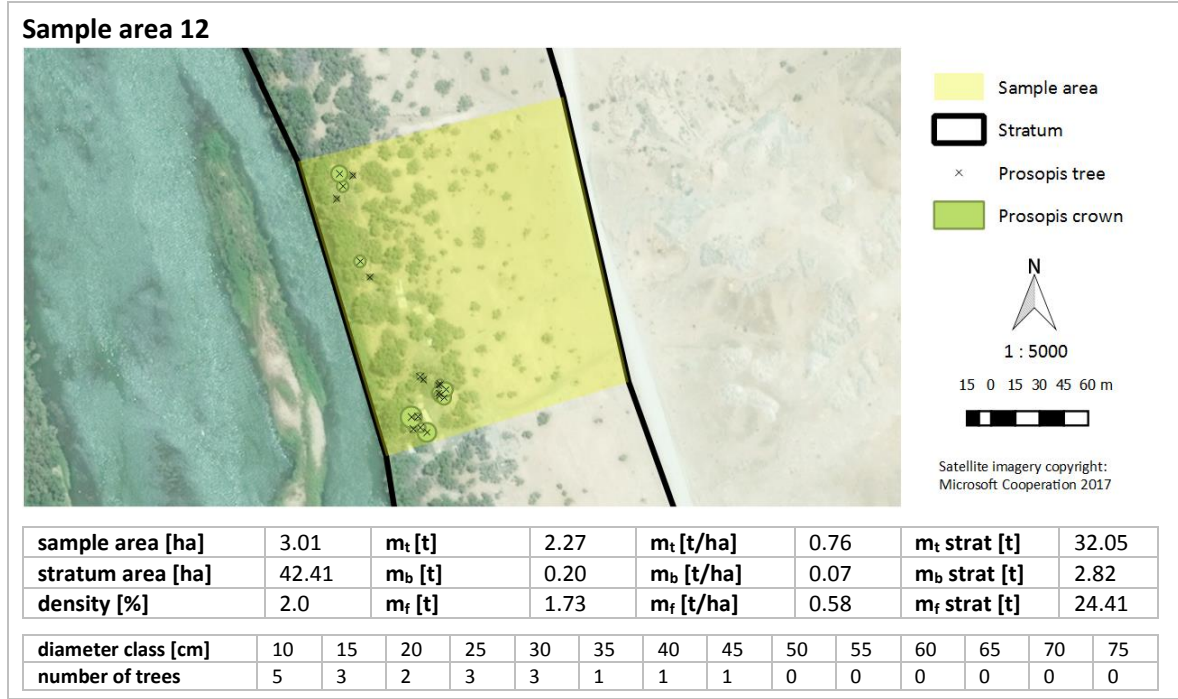 Sample area 12
Sample area
Stratum
Prosopis tree
Prosopis crown
N
1 : 5000
15 0 15 30 45 60 m
Satellite imagery copyright:
Microsoft Cooperation 2017
sample area [ha] 3.01 mt [t] 2.27 mt [t/ha] 0.76 mt strat [t] 32.05
stratum area [ha] 42.41 mb [t] 0.20 mb [t/ha] 0.07 mb strat [t] 2.82
density [%] 2.0 mf [t] 1.73 mf [t/ha] 0.58 mf strat [t] 24.41
diameter class [cm] 10 15 20 25 30 35 40 45 50 55 60 65 70 75
number of trees 5 3 2 3 3 1 1 1 0 0 0 0 0 0